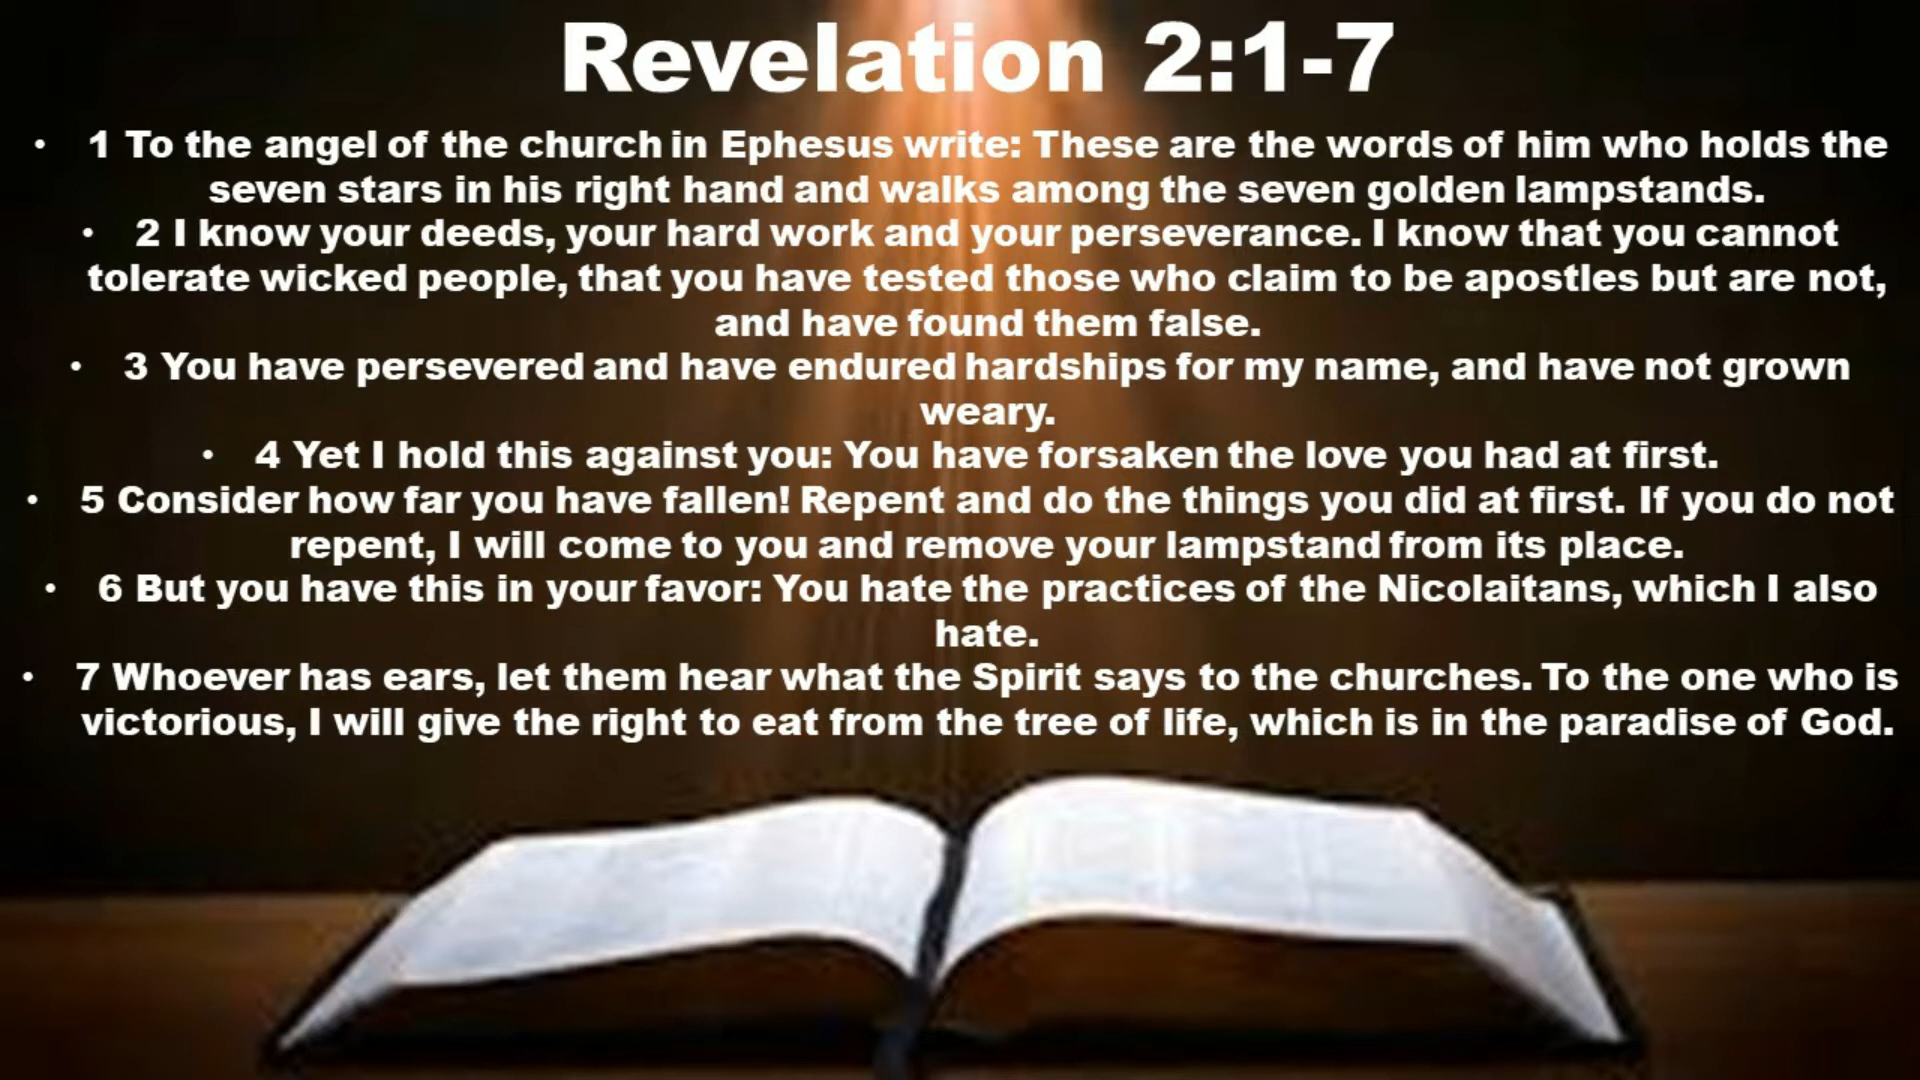 Revelation 2:1-7
• 1 To the angel of the church in Ephesus write: These are the words of him who holds the
seven stars in his right hand and walks among the seven golden lampstands.
• 2 I know your deeds, your hard work and your perseverance. I know that you cannot
tolerate wicked people, that you have tested those who claim to be apostles but are not,
and have found them false.
• 3 You have persevered and have endured hardships for my name, and have not grown
weary.
• 4 Yet I hold this against you: You have forsaken the love you had at first.
• 5 Consider how far you have fallen! Repent and do the things you did at first. If you do not
repent, I will come to you and remove your lampstand from its place.
• 6 But you have this in your favor: You hate the practices of the Nicolaitans, which I also
hate.
• 7 Whoever has ears, let them hear what the Spirit says to the churches. To the one who is
victorious, I will give the right to eat from the tree of life, which is in the paradise of God.